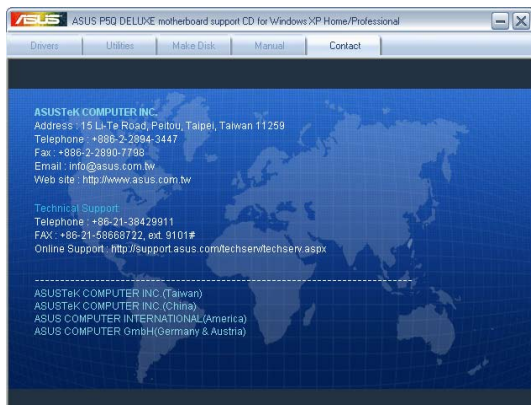 ASUS ASUS P5Q DELUXE motherboard support CD for Windows XP Home/Professional
Drivers Utilities Make Disk Manual Contact
ASUSTeK COMPUTER INC.
Address : 15 Li-Te Road, Peitou, Taipei, Taiwan 11259
Telephone : +886-2-2894-3447
Fax : +886-2-2890-7798
Email : info@asus.com.tw
Web site : http://www.asus.com.tw
Technical Support:
Telephone : +86-21-38429911
FAX : +86-21-58668722, ext. 9101#
Online Support : http://support.asus.com/techserv/techserv.aspx
ASUSTeK COMPUTER INC.(Taiwan)
ASUSTeK COMPUTER INC.(China)
ASUS COMPUTER INTERNATIONAL(America)
ASUS COMPUTER GmbH(Germany & Austria)